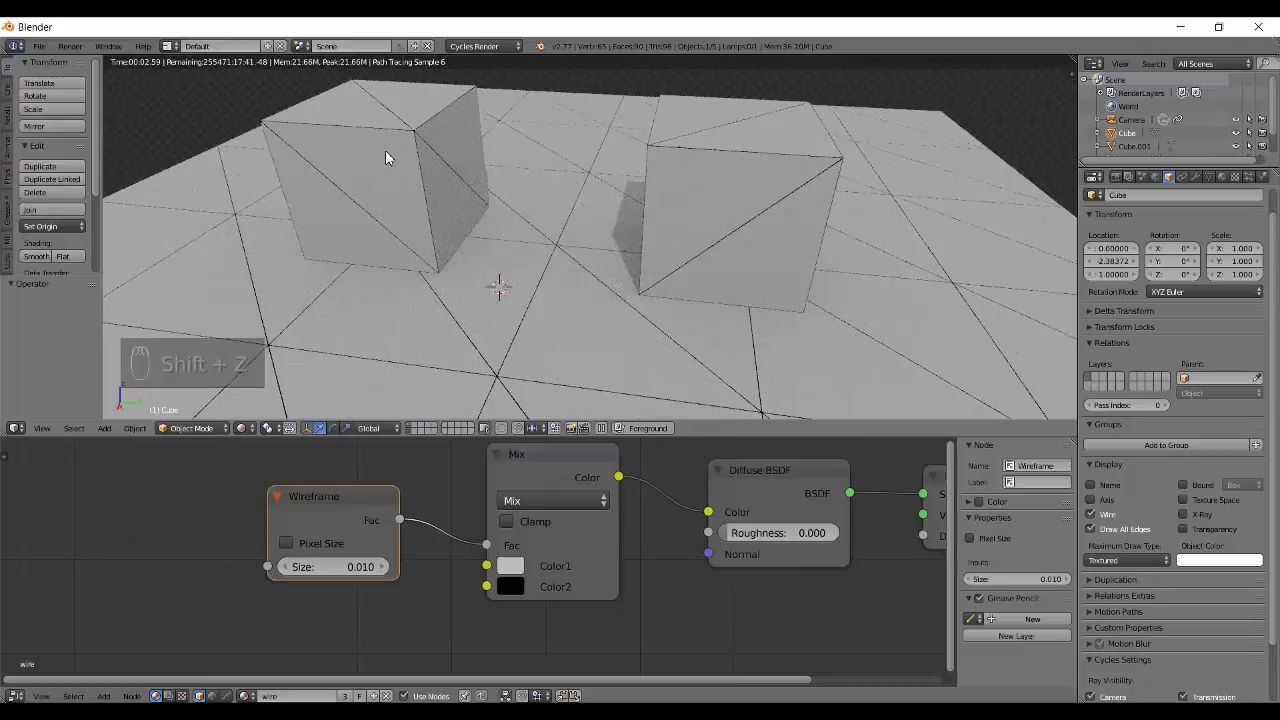 Blender
File Render Window Help Default Scene Cycles Render v2.77 | Verts:65 | Faces:90 | Tris:96 | Objects:1/5 | Lamps:0/1 | Mem:36.20M | Cube
Time:00:02.59 | Remaining:255471:17:41.-48 | Mem:21.66M, Peak:21.66M | Path Tracing Sample 6
View Search All Scenes
Transform
Translate
Rotate
Scale
Mirror
Edit
Duplicate
Duplicate Linked
Delete
Join
Set Origin
Shading:
Smooth Flat
Data Transfer
Operator
Shift + Z
(1) Cube
View Select Add Object Object Mode Global Foreground
Scene
RenderLayers
World
Camera
Cube
Cube.001
Cube
Transform
Location: Rotation: Scale:
: 0.00000 X: 0° X: 1.000
: -2.38372 Y: 0° Y: 1.000
: 1.00000 Z: 0° Z: 1.000
Rotation Mode: XYZ Euler
Delta Transform
Transform Locks
Relations
Layers: Parent:
Object
Pass Index: 0
Groups
Add to Group
Display
Name Bound Box
Axis Texture Space
Wire X-Ray
Draw All Edges Transparency
Maximum Draw Type: Object Color:
Textured
Duplication
Relations Extras
Motion Paths
Custom Properties
Motion Blur
Cycles Settings
Ray Visibility:
Camera Transmission
Wireframe
Fac
Pixel Size
Size: 0.010
Mix
Color
Mix
Clamp
Fac
Color1
Color2
Diffuse BSDF
BSDF
Color
Roughness: 0.000
Normal
Node
Name: Wireframe
Label:
Color
Properties
Pixel Size
Inputs:
Size: 0.010
Grease Pencil
New
New Layer
wire
View Select Add Node wire 3 F Use Nodes